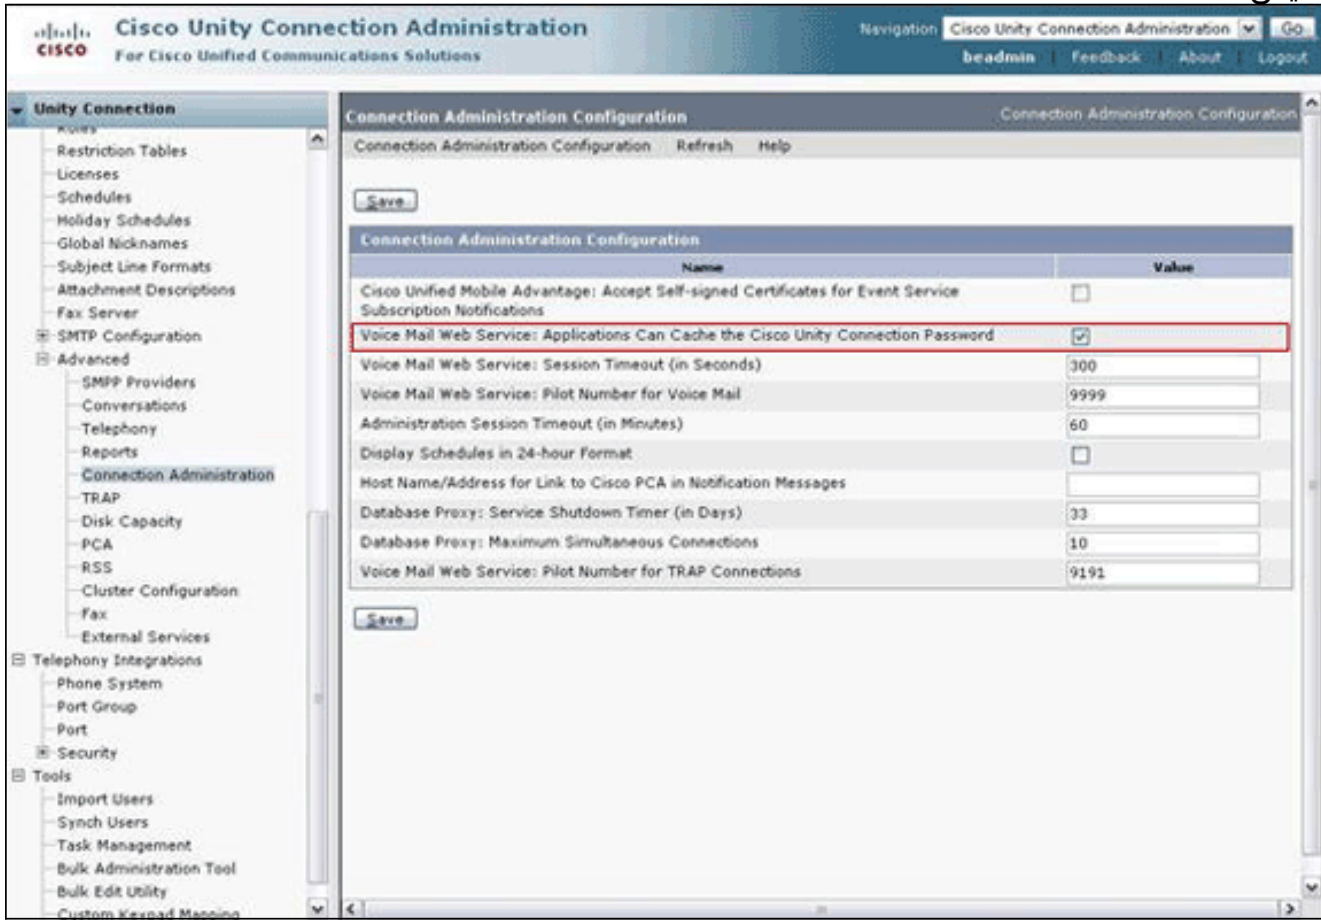 Cisco Unity Connection Administration
For Cisco Unified Communications Solutions
CISCO
Navigation Cisco Unity Connection Administration Go
beadmin Feedback About Logout
Unity Connection
Roles
Restriction Tables
Licenses
Schedules
Holiday Schedules
Global Nicknames
Subject Line Formats
Attachment Descriptions
Fax Server
SMTP Configuration
Advanced
SMPP Providers
Conversations
Telephony
Reports
Connection Administration
TRAP
Disk Capacity
PCA
RSS
Cluster Configuration
Fax
External Services
Telephony Integrations
Phone System
Port Group
Port
Security
Tools
Import Users
Synch Users
Task Management
Bulk Administration Tool
Bulk Edit Utility
Custom Keypad Mapping
Connection Administration Configuration
Connection Administration Configuration
Connection Administration Configuration Refresh Help
Save
Connection Administration Configuration
Name Value
Cisco Unified Mobile Advantage: Accept Self-signed Certificates for Event Service
Subscription Notifications
Voice Mail Web Service: Applications Can Cache the Cisco Unity Connection Password
Voice Mail Web Service: Session Timeout (in Seconds) 300
Voice Mail Web Service: Pilot Number for Voice Mail 9999
Administration Session Timeout (in Minutes) 60
Display Schedules in 24-hour Format
Host Name/Address for Link to Cisco PCA in Notification Messages
Database Proxy: Service Shutdown Timer (in Days) 33
Database Proxy: Maximum Simultaneous Connections 10
Voice Mail Web Service: Pilot Number for TRAP Connections 9191
Save